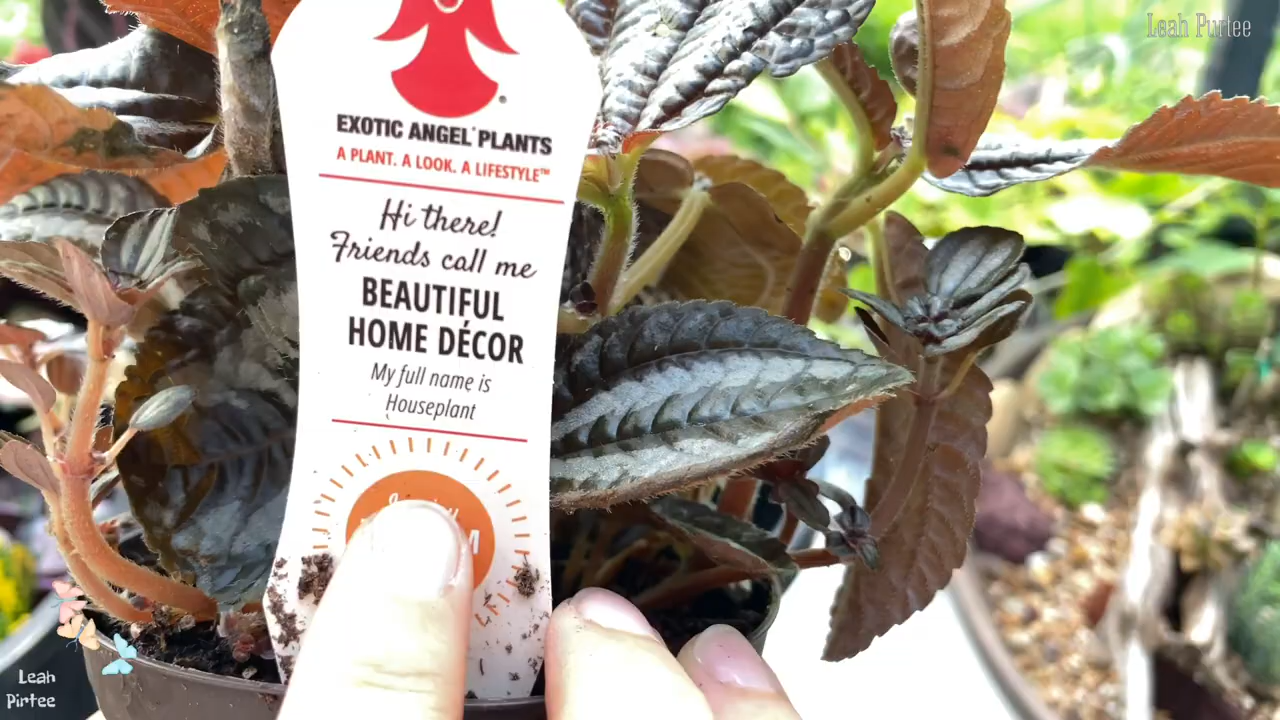 Leah Purtee
EXOTIC ANGEL PLANTS
A PLANT. A LOOK. A LIFESTYLE™
Hi there!
Friends call me
BEAUTIFUL
HOME DÉCOR
My full name is
Houseplant
Leah
Pirtee